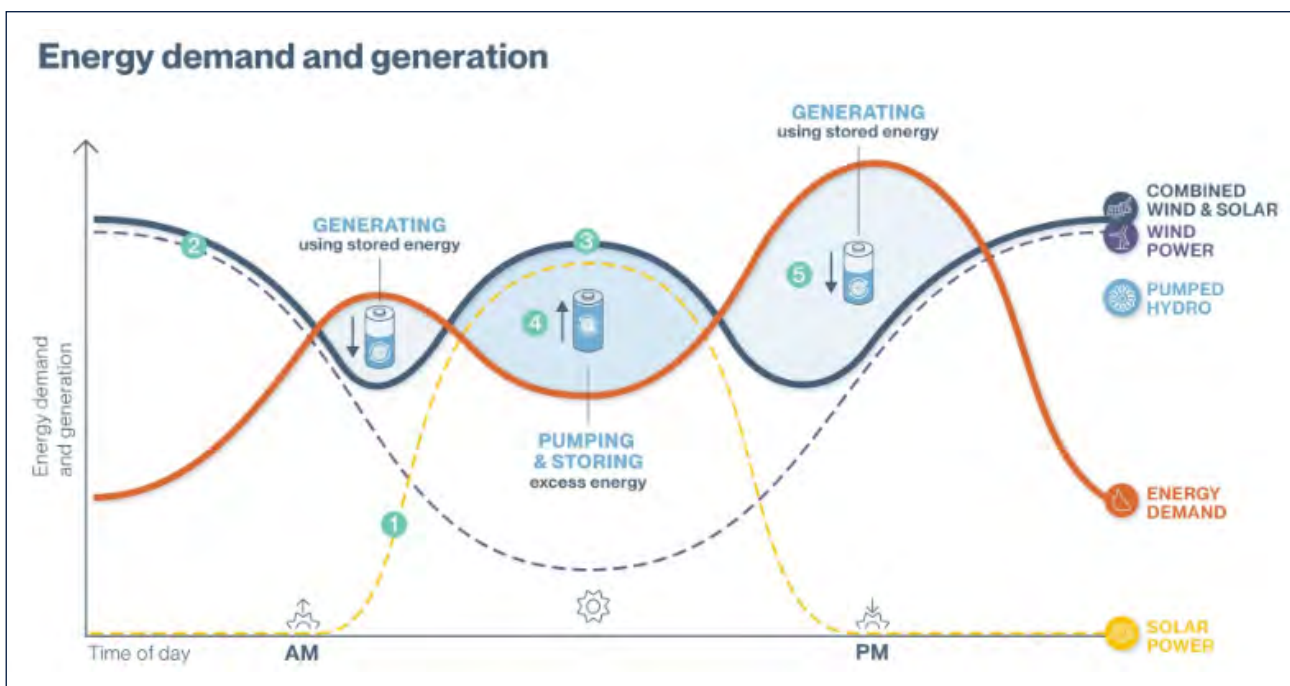 Energy demand and generation
GENERATING
using stored energy
GENERATING
using stored energy
COMBINED
WIND & SOLAR
WIND
POWER
PUMPED
HYDRO
2
3
5
4
1
PUMPING
& STORING
excess energy
Energy demand
and generation
ENERGY
DEMAND
SOLAR
POWER
Time of day
AM
PM